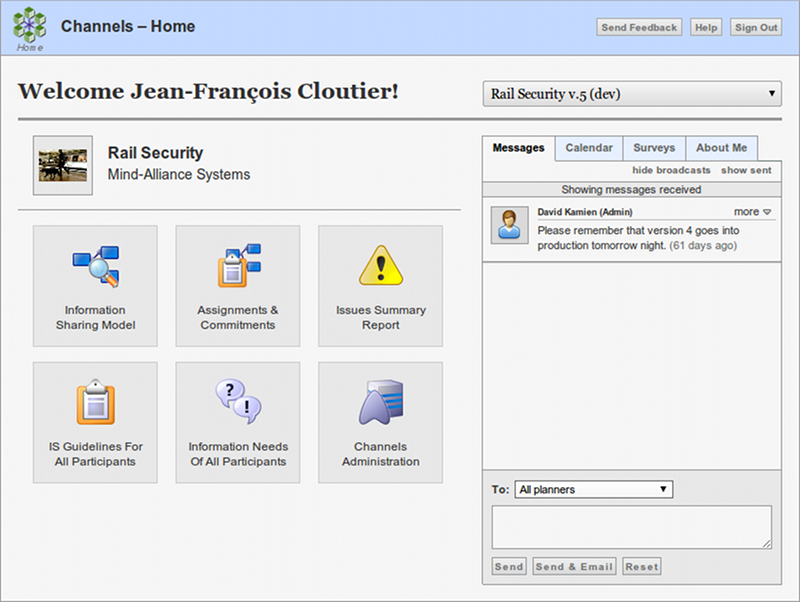 Home
Channels – Home
Send Feedback
Help
Sign Out
Welcome Jean-François Cloutier!
Rail Security v.5 (dev)
Rail Security
Mind-Alliance Systems
Information
Sharing Model
Assignments &
Commitments
Issues Summary
Report
IS Guidelines For
All Participants
?
!
Information Needs
Of All Participants
Channels
Administration
Messages
Calendar
Surveys
About Me
hide broadcasts show sent
Showing messages received
David Kamien (Admin) more
Please remember that version 4 goes into
production tomorrow night. (61 days ago)
To: All planners
Send
Send & Email
Reset